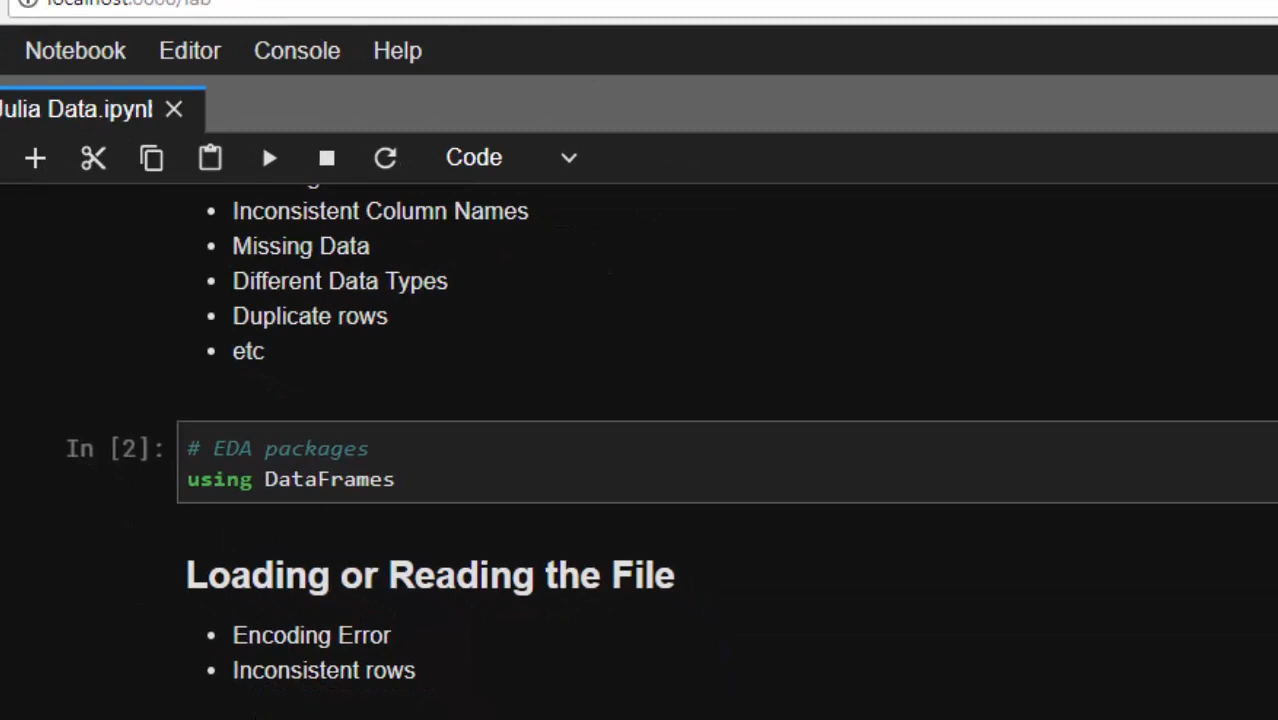 Notebook Editor Console Help
Julia Data.ipynb
Code
Inconsistent Column Names
Missing Data
Different Data Types
Duplicate rows
etc
In [2]:
# EDA packages
using DataFrames
Loading or Reading the File
Encoding Error
Inconsistent rows